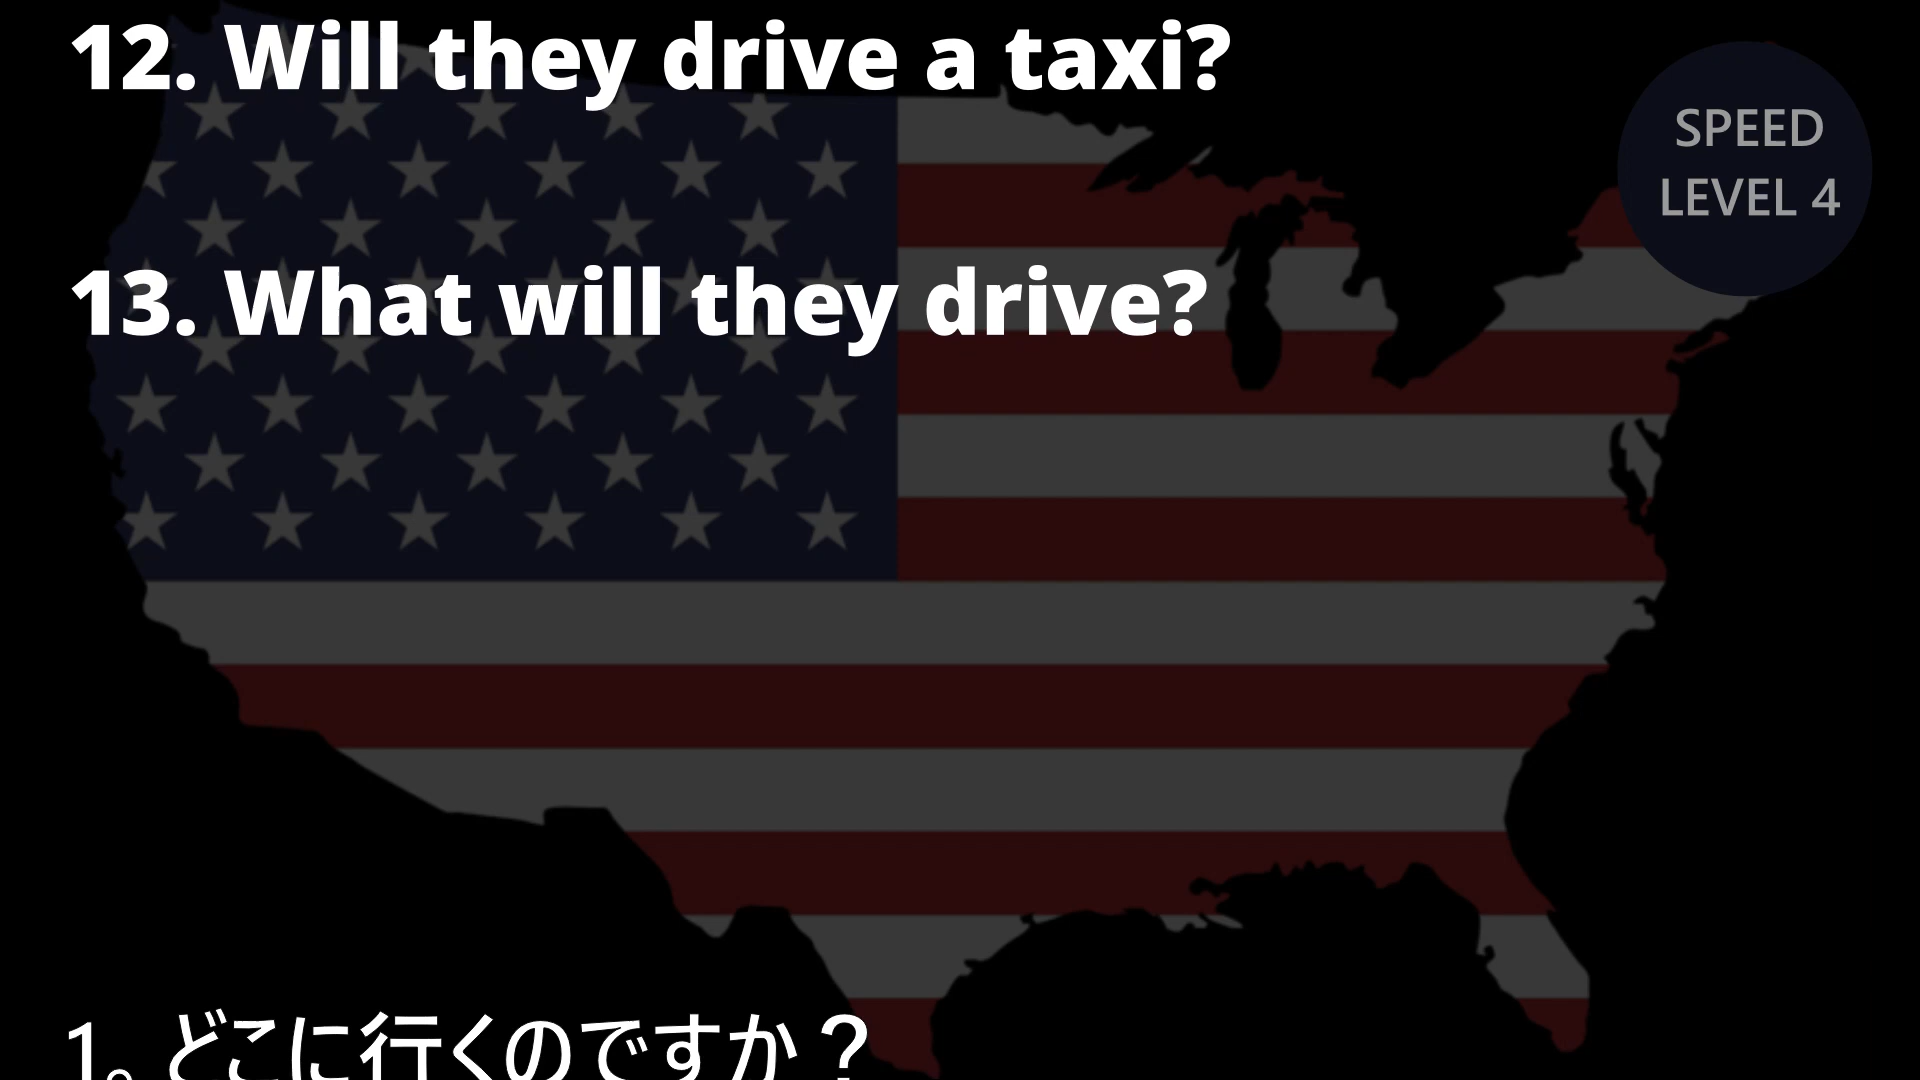 12. Will they drive a taxi?
SPEED
LEVEL 4
13. What will they drive?
1。どこに行くのですか？